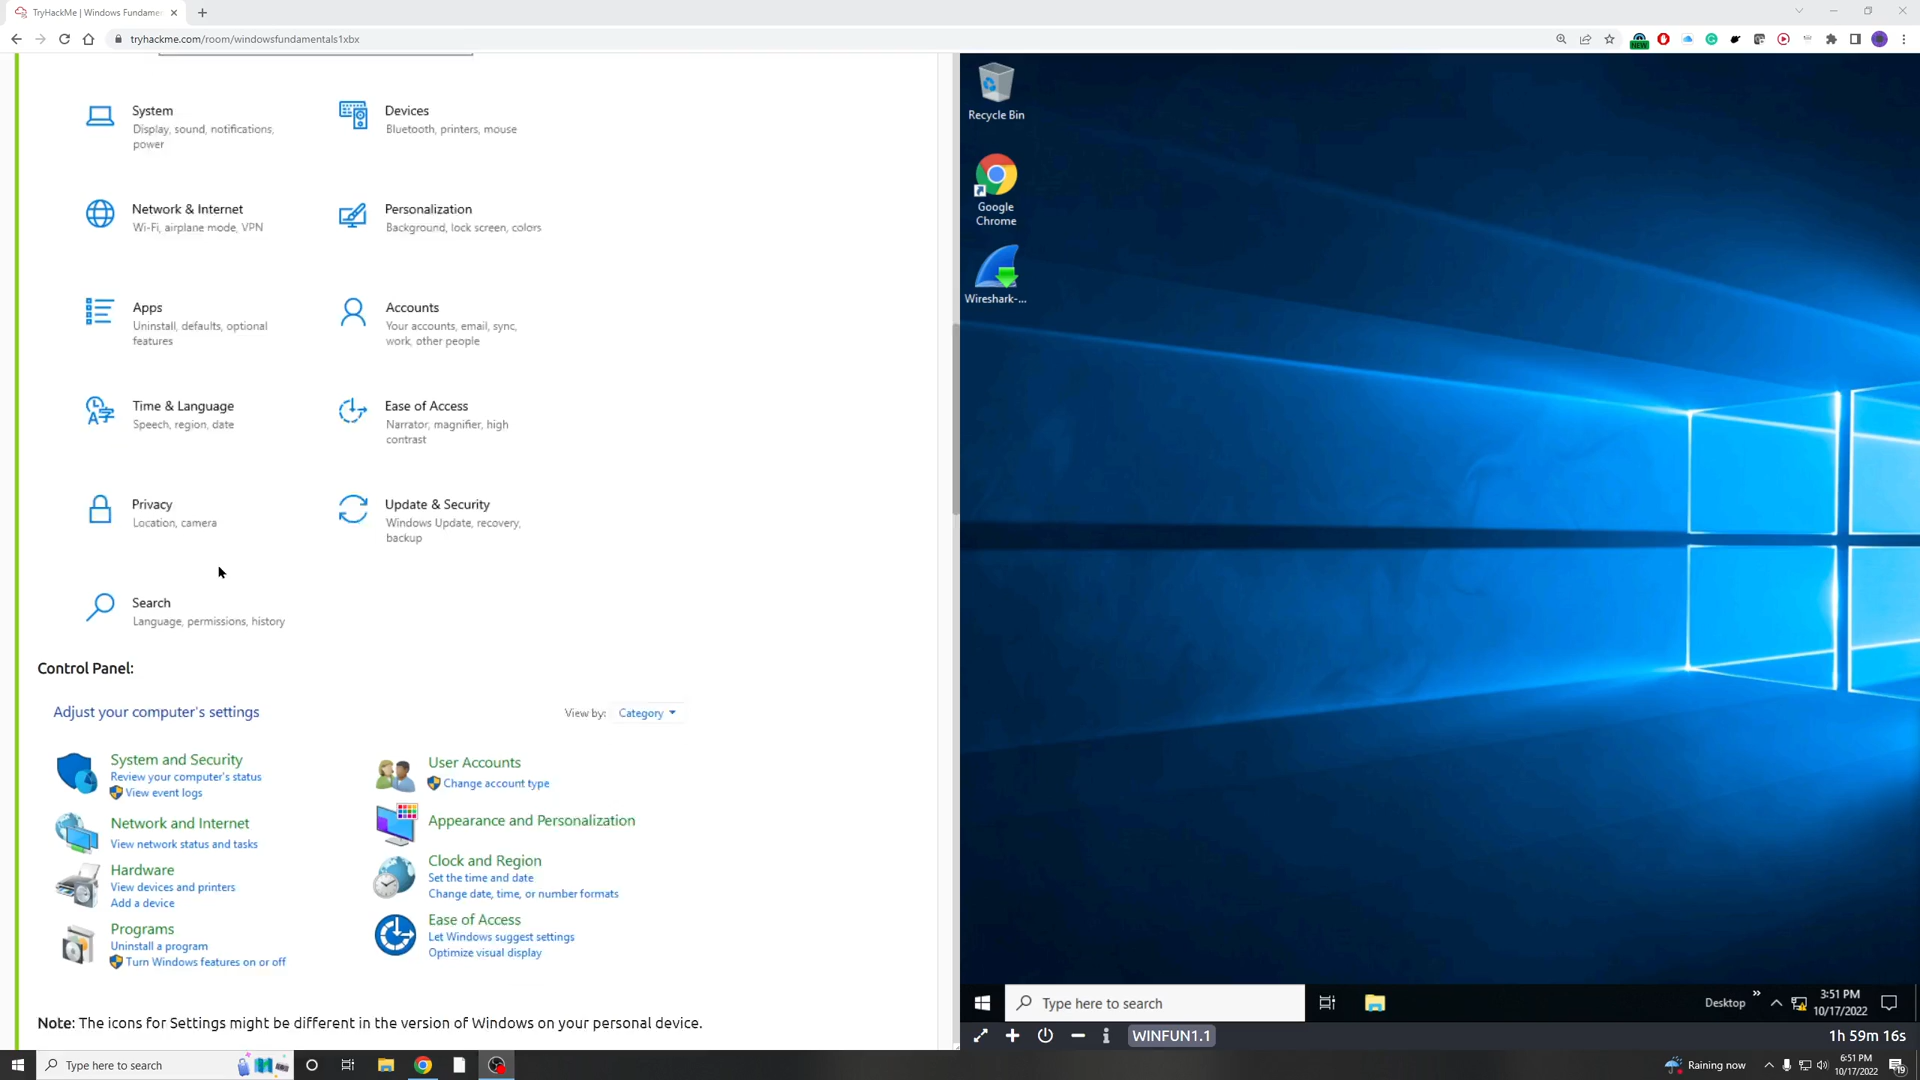 TryHackMe | Windows Fundame
tryhackme.com/room/windowsfundamentals1xbx
NEW
System
Display, sound, notifications,
power
Devices
Bluetooth, printers, mouse
Network & Internet
Wi-Fi, airplane mode, VPN
Personalization
Background, lock screen, colors
Apps
Uninstall, defaults, optional
features
Accounts
Your accounts, email, sync,
work, other people
Time & Language
Speech, region, date
Ease of Access
Narrator, magnifier, high
contrast
Privacy
Location, camera
Update & Security
Windows Update, recovery,
backup
Search
Language, permissions, history
Control Panel:
Adjust your computer's settings
View by: Category
System and Security
Review your computer's status
View event logs
Network and Internet
View network status and tasks
Hardware
View devices and printers
Add a device
Programs
Uninstall a program
Turn Windows features on or off
User Accounts
Change account type
Appearance and Personalization
Clock and Region
Set the time and date
Change date, time, or number formats
Ease of Access
Let Windows suggest settings
Optimize visual display
Note: The icons for Settings might be different in the version of Windows on your personal device.
Recycle Bin
Google
Chrome
Wireshark-...
Type here to search
Desktop
3:51 PM
10/17/2022
WINFUN1.1
1h 59m 16s
Type here to search
Raining now
6:51 PM
10/17/2022
19